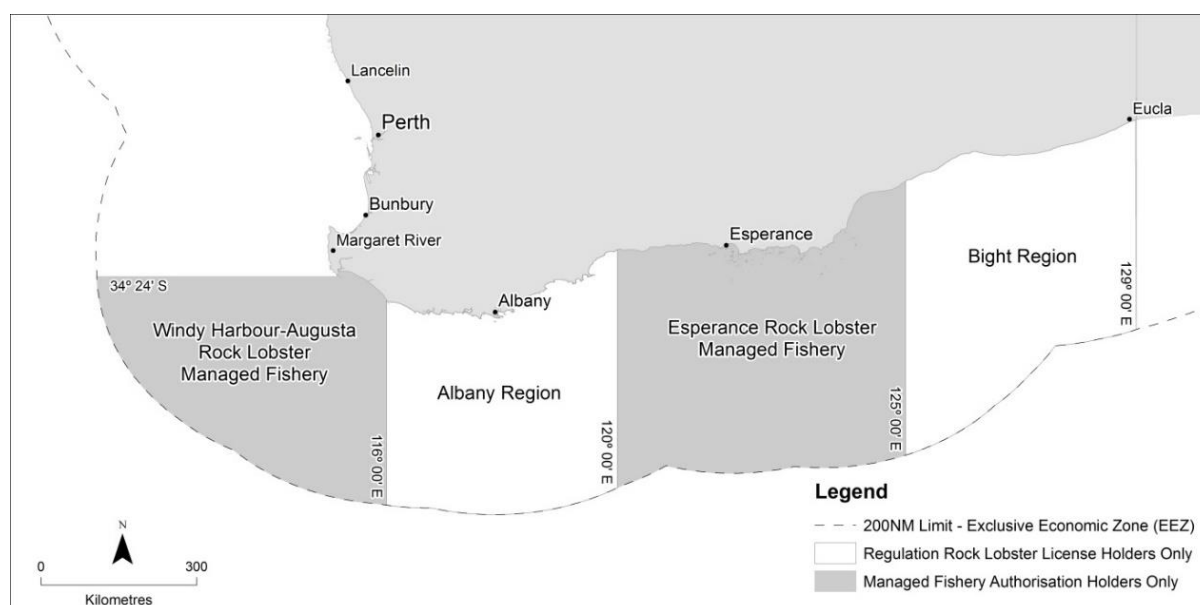 Lancelin
Perth
Eucla
Bunbury
Margaret River
Esperance
Bight Region
34° 24' S
Albany
129° 00' E
Windy Harbour-Augusta
Rock Lobster
Managed Fishery
Esperance Rock Lobster
Managed Fishery
Albany Region
116° 00' E
120° 00' E
125° 00' E
Legend
200NM Limit - Exclusive Economic Zone (EEZ)
Regulation Rock Lobster License Holders Only
Managed Fishery Authorisation Holders Only
N
0 300
Kilometres